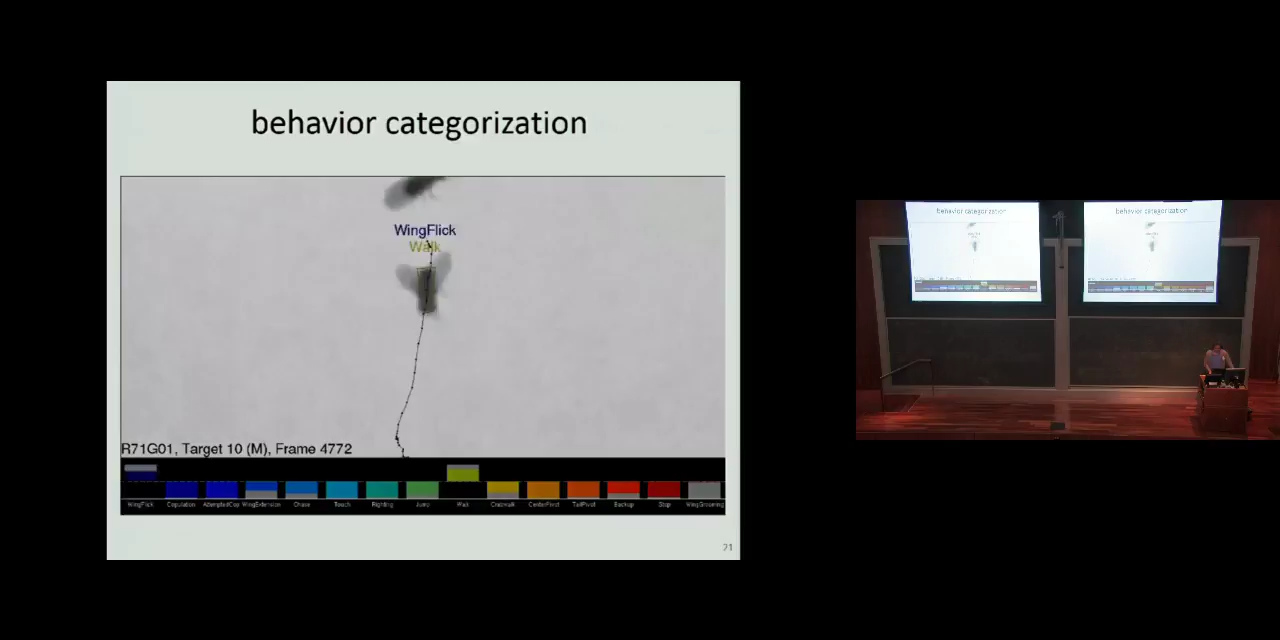 behavior categorization
WingFlick
Walk
R71G01, Target 10 (M), Frame 4772
WingFlick Copulation AttemptedCop WingExtension Chase Touch Righting Jump Walk Crabwalk CenterPivot TailPivot Backup Stop WingGrooming
21
behavior categorization
behavior categorization